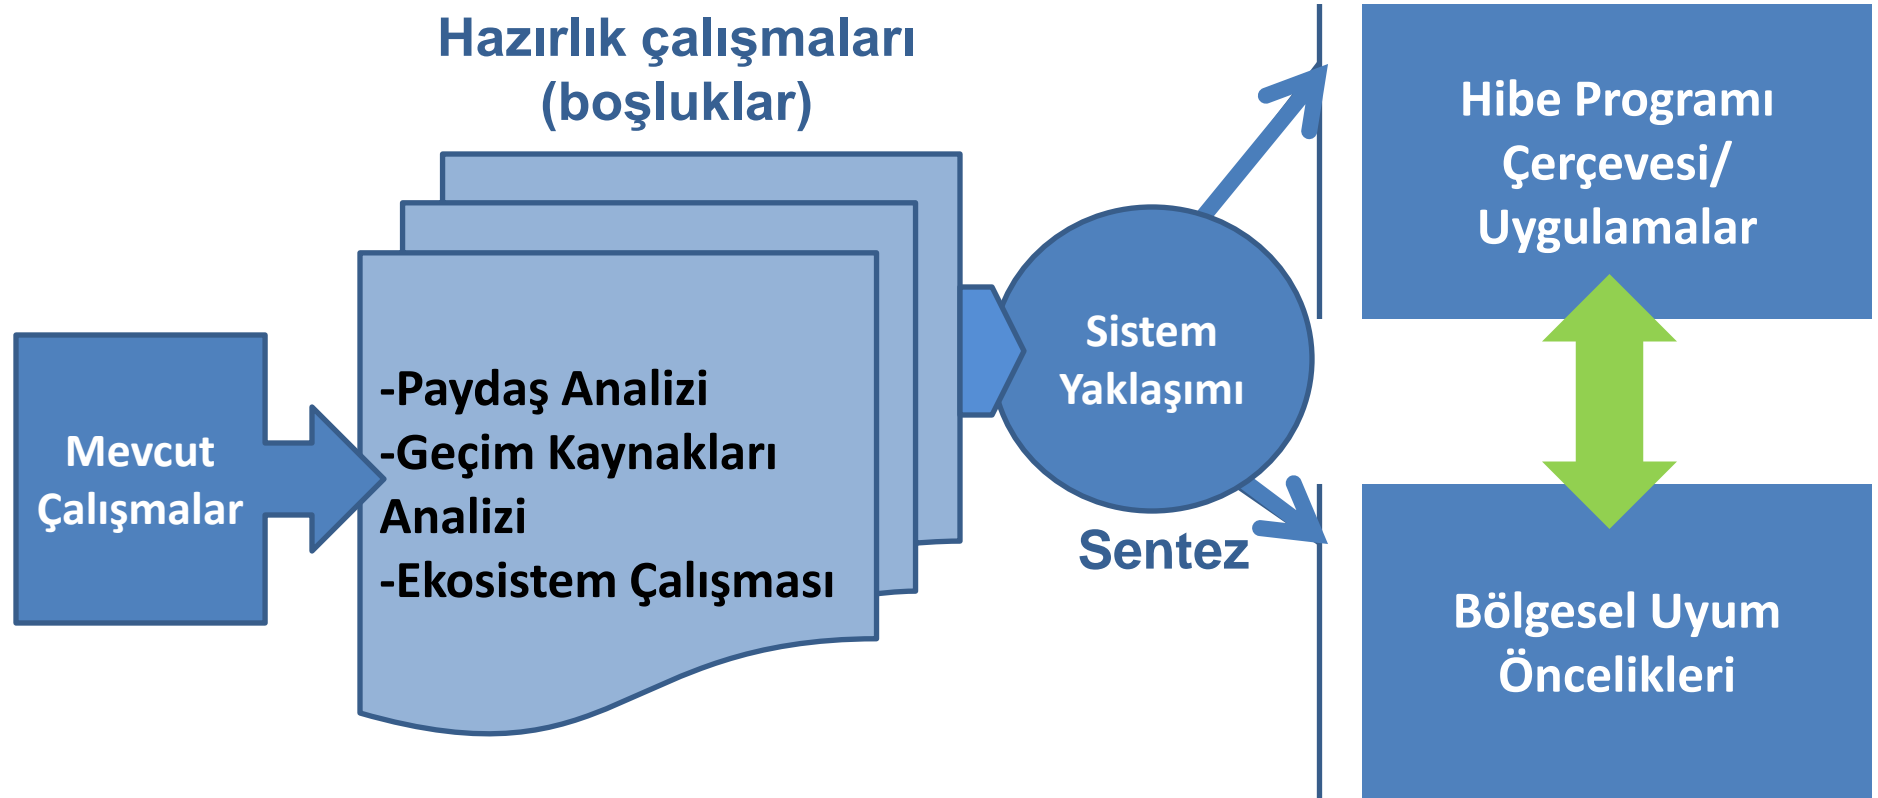 Hazırlık çalışmaları
(boşluklar)
Mevcut
Çalışmalar
-Paydaş Analizi
-Geçim Kaynakları
Analizi
-Ekosistem Çalışması
Sistem
Yaklaşımı
Sentez
Hibe Programı
Çerçevesi/
Uygulamalar
Bölgesel Uyum
Öncelikleri